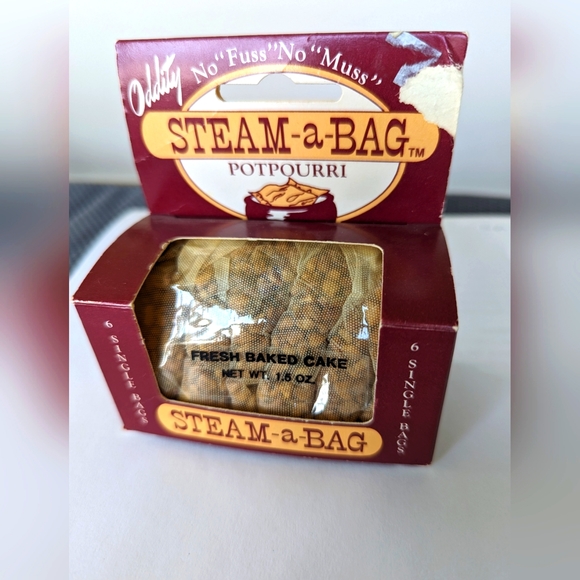 Oddity
No "Fuss" No "Muss"
STEAM-a-BAG™
POTPOURRI
FRESH BAKED CAKE
NET WT. 1.5 OZ.
6 SINGLE BAGS
6 SINGLE BAGS
STEAM-a-BAG